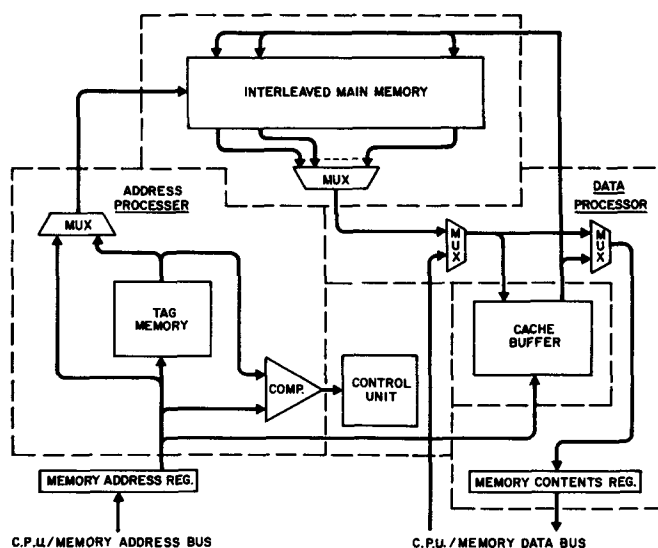 INTERLEAVED MAIN MEMORY
MUX
ADDRESS
PROCESSER
DATA
PROCESSOR
MUX
MUX
MUX
TAG
MEMORY
CACHE
BUFFER
COMP.
CONTROL
UNIT
MEMORY ADDRESS REG.
MEMORY CONTENTS REG.
C.P.U./MEMORY ADDRESS BUS
C.P.U./MEMORY DATA BUS